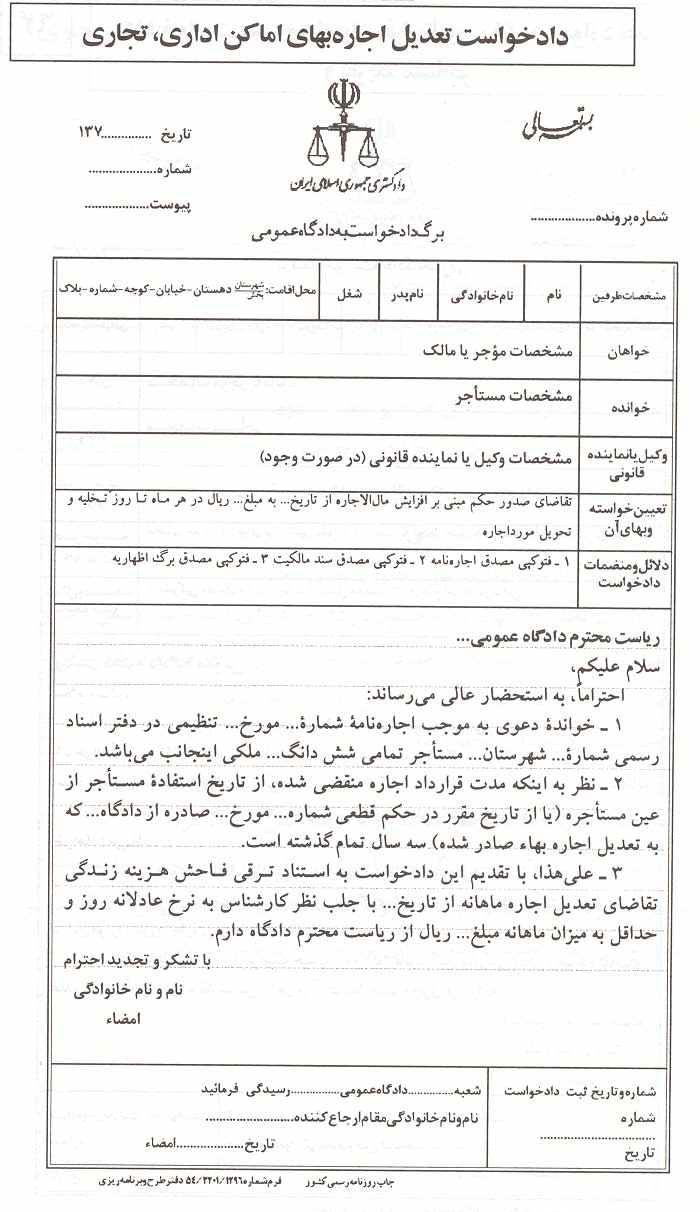 دادخواست تعدیل اجاره‌بهای اماکن اداری، تجاری
بسمه تعالی
تاریخ ...............۱۳۷
شماره.....................
دادگستری جمهوری اسلامی ایران
پیوست....................
شماره پرونده...................
برگ دادخواست به دادگاه عمومی
مشخصات طرفین | نام | نام خانوادگی | نام پدر | شغل | محل اقامت: شهرستان بخش دهستان-خیابان-کوچه-شماره-پلاک
خواهان | مشخصات مؤجر یا مالک
خوانده | مشخصات مستأجر
وکیل یا نماینده قانونی | مشخصات وکیل یا نماینده قانونی (در صورت وجود)
تعیین خواسته و بهای آن | تقاضای صدور حکم مبنی بر افزایش مال‌الاجاره از تاریخ... به مبلغ... ریال در هر ماه تا روز تخلیه و
تحویل مورد اجاره
دلائل و منضمات دادخواست | ۱ ـ فتوکپی مصدق اجاره‌نامه ۲ ـ فتوکپی مصدق سند مالکیت ۳ ـ فتوکپی مصدق برگ اظهاریه
ریاست محترم دادگاه عمومی...
سلام علیکم،
احتراماً، به استحضار عالی می‌رساند:
۱ ـ خواندهٔ دعوی به موجب اجاره‌نامهٔ شمارهٔ... مورخ... تنظیمی در دفتر اسناد
رسمی شمارهٔ... شهرستان... مستأجر تمامی شش دانگ... ملکی اینجانب می‌باشد.
۲ ـ نظر به اینکه مدت قرارداد اجاره منقضی شده، از تاریخ استفادهٔ مستأجر از
عین مستأجره (یا از تاریخ مقرر در حکم قطعی شماره... مورخ... صادره از دادگاه... که
به تعدیل اجاره بهاء صادر شده) سه سال تمام گذشته است.
۳ ـ علی‌هذا، با تقدیم این دادخواست به استناد ترقی فاحش هزینه زندگی
تقاضای تعدیل اجاره ماهانه از تاریخ... با جلب نظر کارشناس به نرخ عادلانه روز و
حداقل به میزان ماهانه مبلغ... ریال از ریاست محترم دادگاه دارم.
با تشکر و تجدید احترام
نام و نام خانوادگی
امضاء
شماره و تاریخ ثبت دادخواست
شماره
..............................
تاریخ
شعبه...............دادگاه عمومی................رسیدگی فرمائید
نام و نام خانوادگی مقام ارجاع کننده...........................
تاریخ.....................امضاء
چاپ روزنامه رسمی کشور فرم شماره ۵۴/۳۲۰۱/۱۲۹۶ دفتر طرح و برنامه‌ریزی